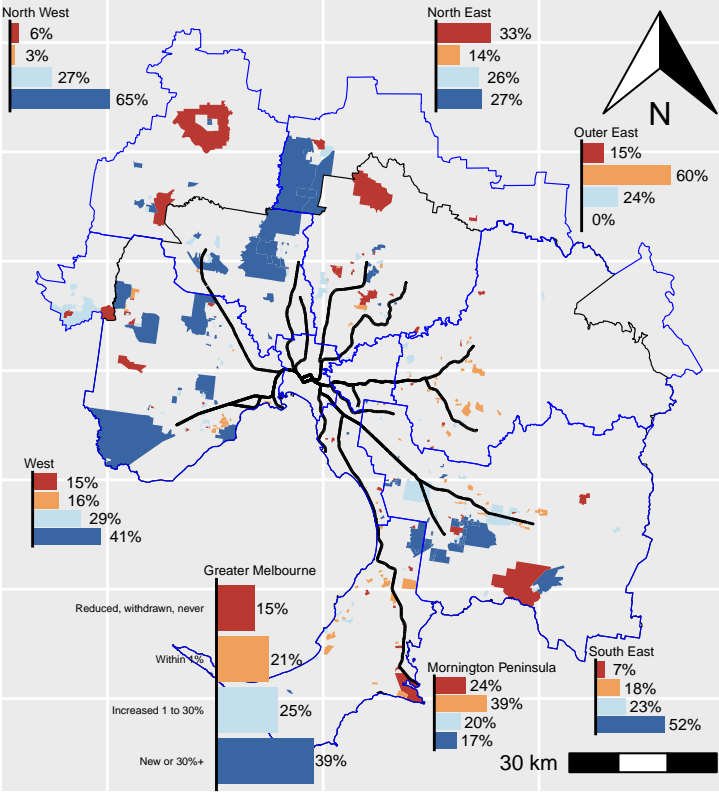 North West
6%
3%
27%
65%
North East
33%
14%
26%
27%
N
Outer East
15%
60%
24%
0%
West
15%
16%
29%
41%
Greater Melbourne
Reduced, withdrawn, never
15%
Within 1%
21%
Increased 1 to 30%
25%
New or 30%+
39%
Mornington Peninsula
24%
39%
20%
17%
South East
7%
18%
23%
52%
30 km